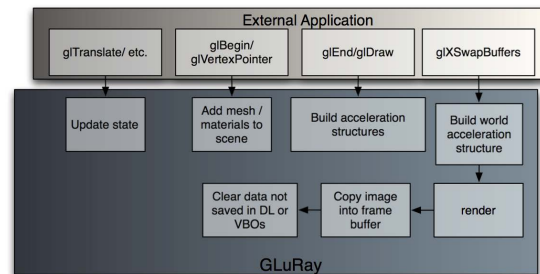 External Application
glTranslate/ etc.
glBegin/
glVertexPointer
glEnd/glDraw
glXSwapBuffers
Update state
Add mesh /
materials to
scene
Build acceleration
structures
Build world
acceleration
structure
Clear data not
saved in DL or
VBOs
Copy image
into frame
buffer
render
GLuRay